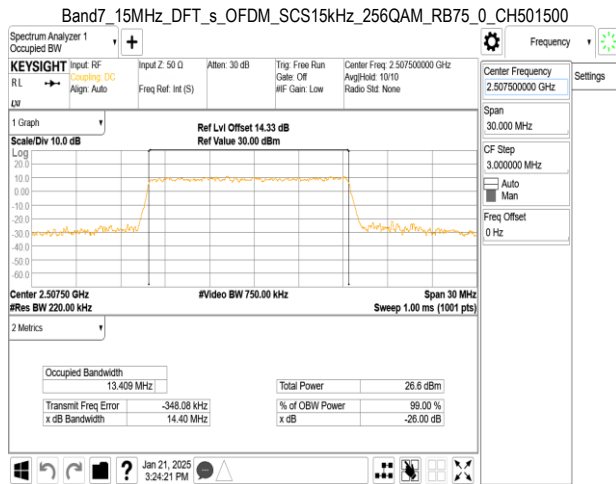 Band7_15MHz_DFT_s_OFDM_SCS15kHz_256QAM_RB75_0_CH501500
Spectrum Analyzer 1
Occupied BW
Frequency
KEYSIGHT
Input: RF
Coupling: DC
Align: Auto
Input Z: 50 Ω
Freq Ref: Int (S)
Atten: 30 dB
Trig: Free Run
Gate: Off
#IF Gain: Low
Center Freq: 2.507500000 GHz
Avg|Hold: 10/10
Radio Std: None
RL
LXI
Center Frequency
2.507500000 GHz
Settings
Span
30.000 MHz
CF Step
3.000000 MHz
Auto
Man
Freq Offset
0 Hz
1 Graph
Scale/Div 10.0 dB
Ref Lvl Offset 14.33 dB
Ref Value 30.00 dBm
Log
20.0
10.0
0.00
-10.0
-20.0
-30.0
-40.0
-50.0
-60.0
Center 2.50750 GHz
#Res BW 220.00 kHz
#Video BW 750.00 kHz
Span 30 MHz
Sweep 1.00 ms (1001 pts)
2 Metrics
Occupied Bandwidth
13.409 MHz
Total Power 26.6 dBm
Transmit Freq Error -348.08 kHz
% of OBW Power 99.00 %
x dB Bandwidth 14.40 MHz
x dB -26.00 dB
?
Jan 21, 2025
3:24:21 PM